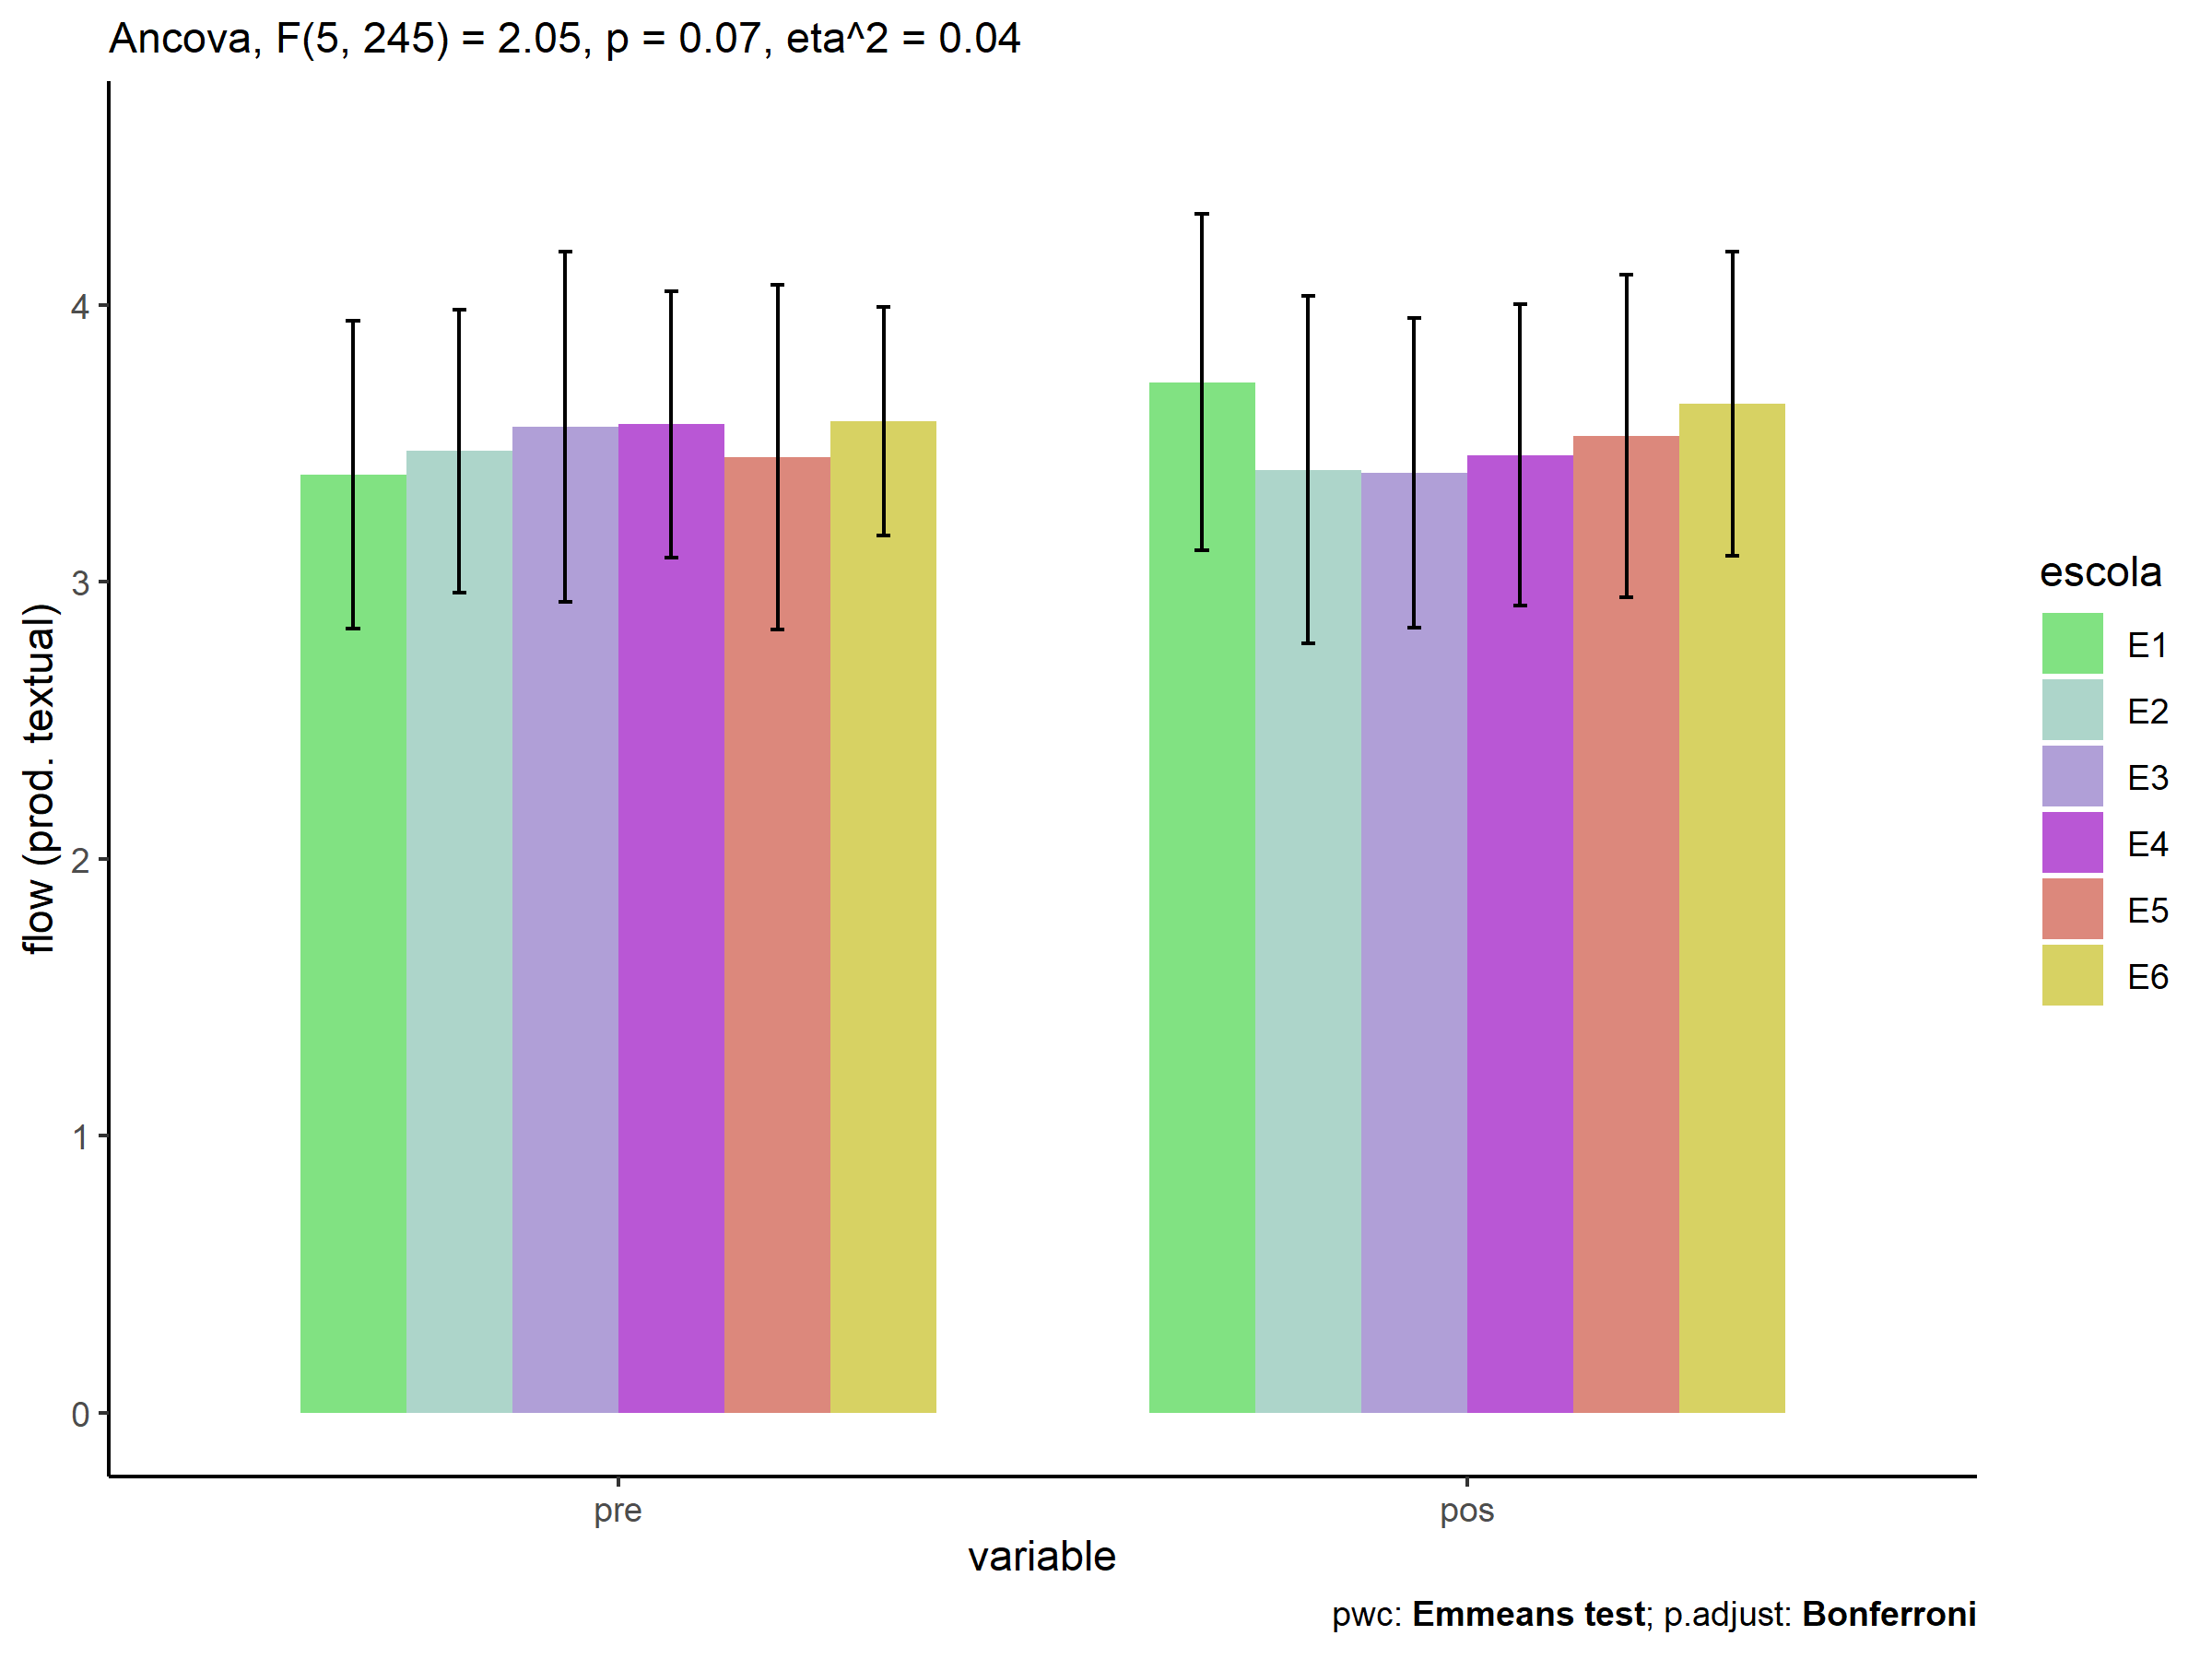 Ancova, F(5, 245) = 2.05, p = 0.07, eta^2 = 0.04
flow (prod. textual)
4
3
2
1
0
pre
pos
variable
escola
E1
E2
E3
E4
E5
E6
pwc: Emmeans test; p.adjust: Bonferroni